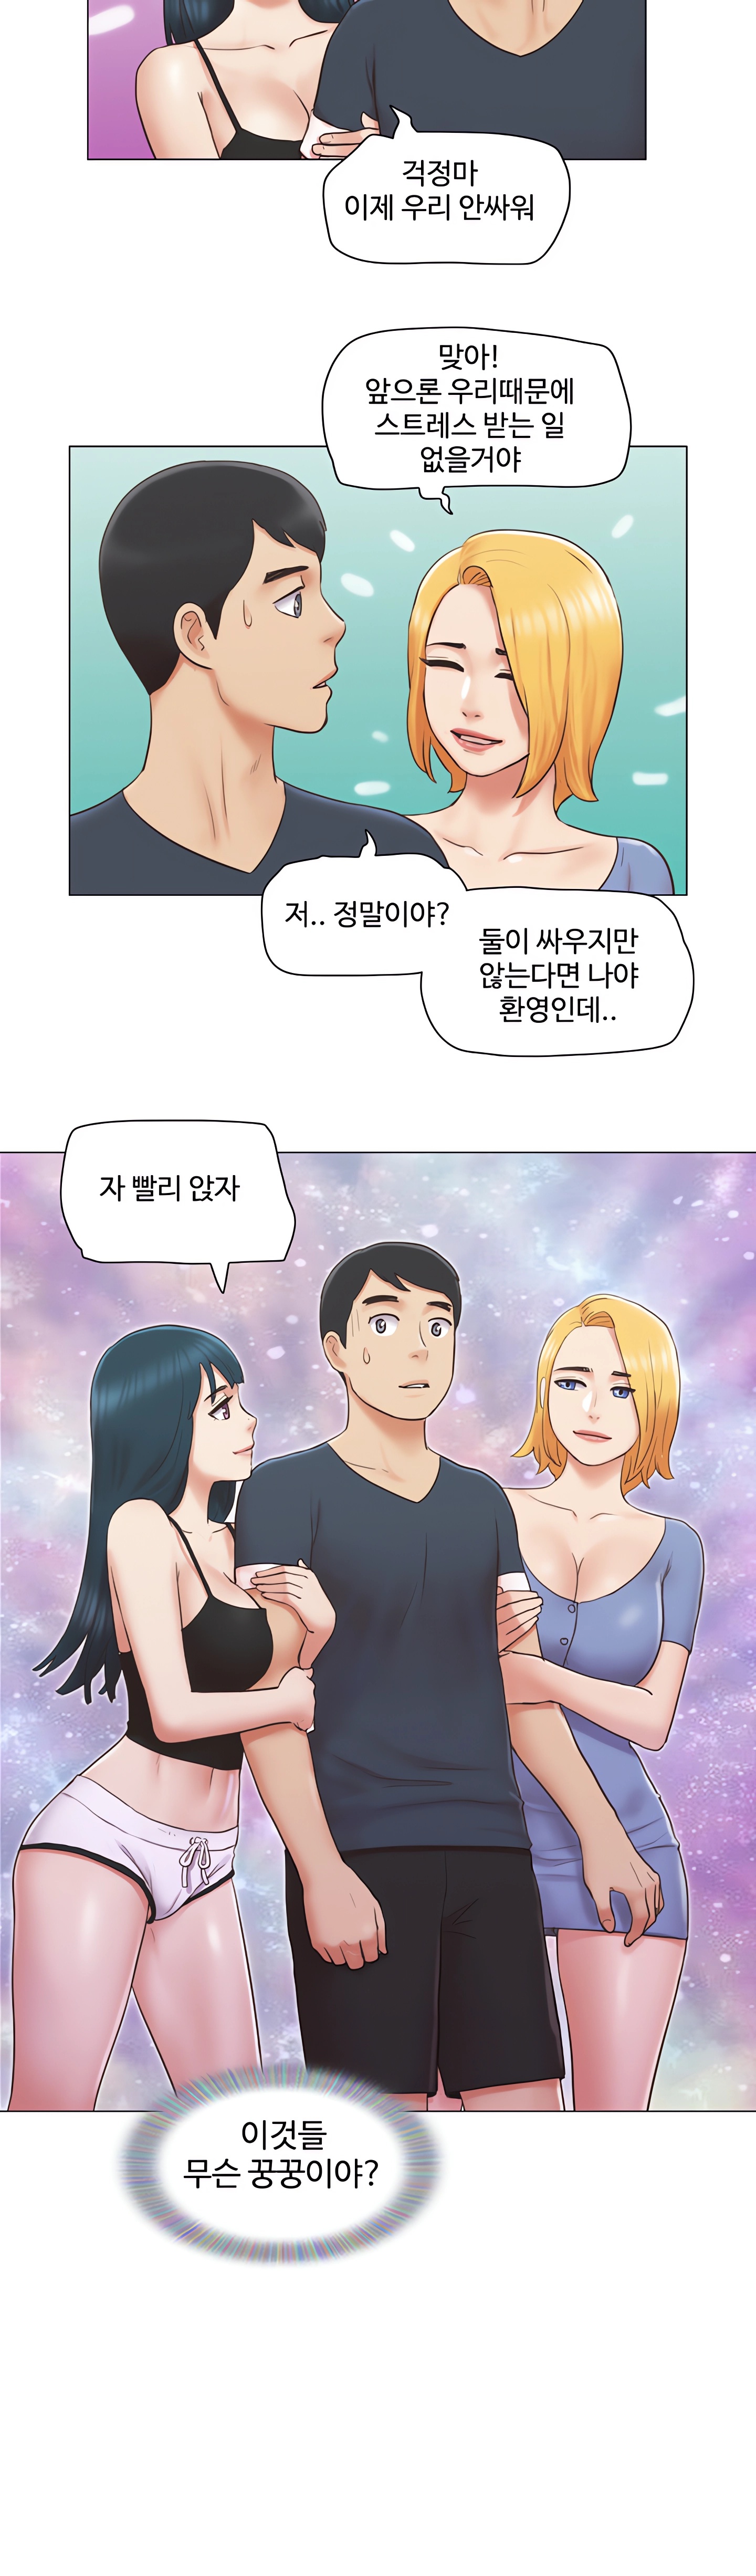 걱정마
이제 우리 안싸워
맞아!
앞으론 우리때문에
스트레스 받는 일
없을거야
저.. 정말이야?
둘이 싸우지만
않는다면 나야
환영인데..
자 빨리 앉자
이것들
무슨 꿍꿍이야?